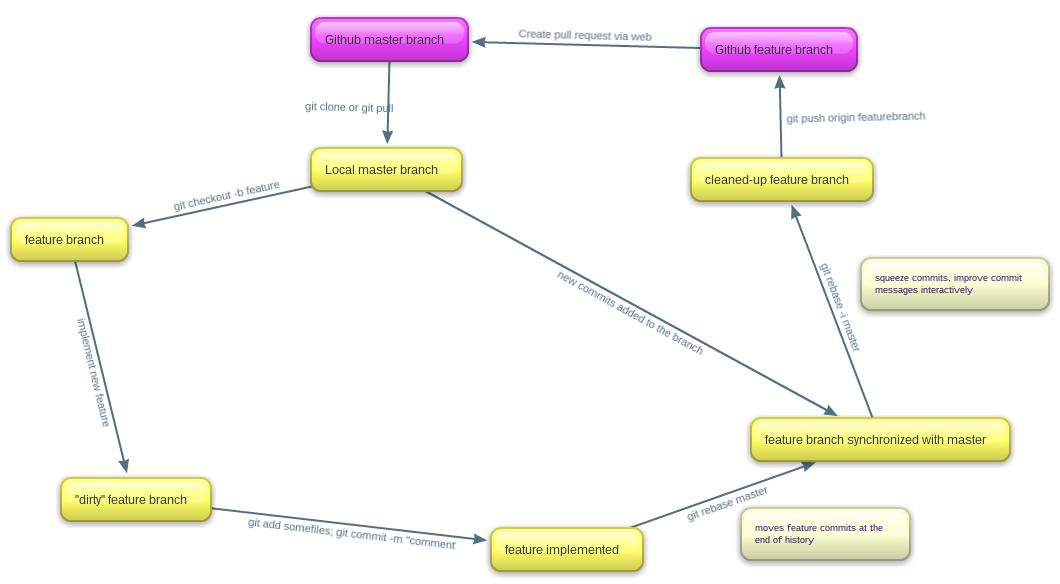 Github master branch
Create pull request via web
Github feature branch
git clone or git pull
git push origin featurebranch
Local master branch
cleaned-up feature branch
git checkout -b feature
feature branch
new commits added to the branch
git rebase -i master
squeeze commits, improve commit
messages interactively
implement new feature
feature branch synchronized with master
"dirty" feature branch
git add somefiles; git commit -m "comment
git rebase master
feature implemented
moves feature commits at the
end of history